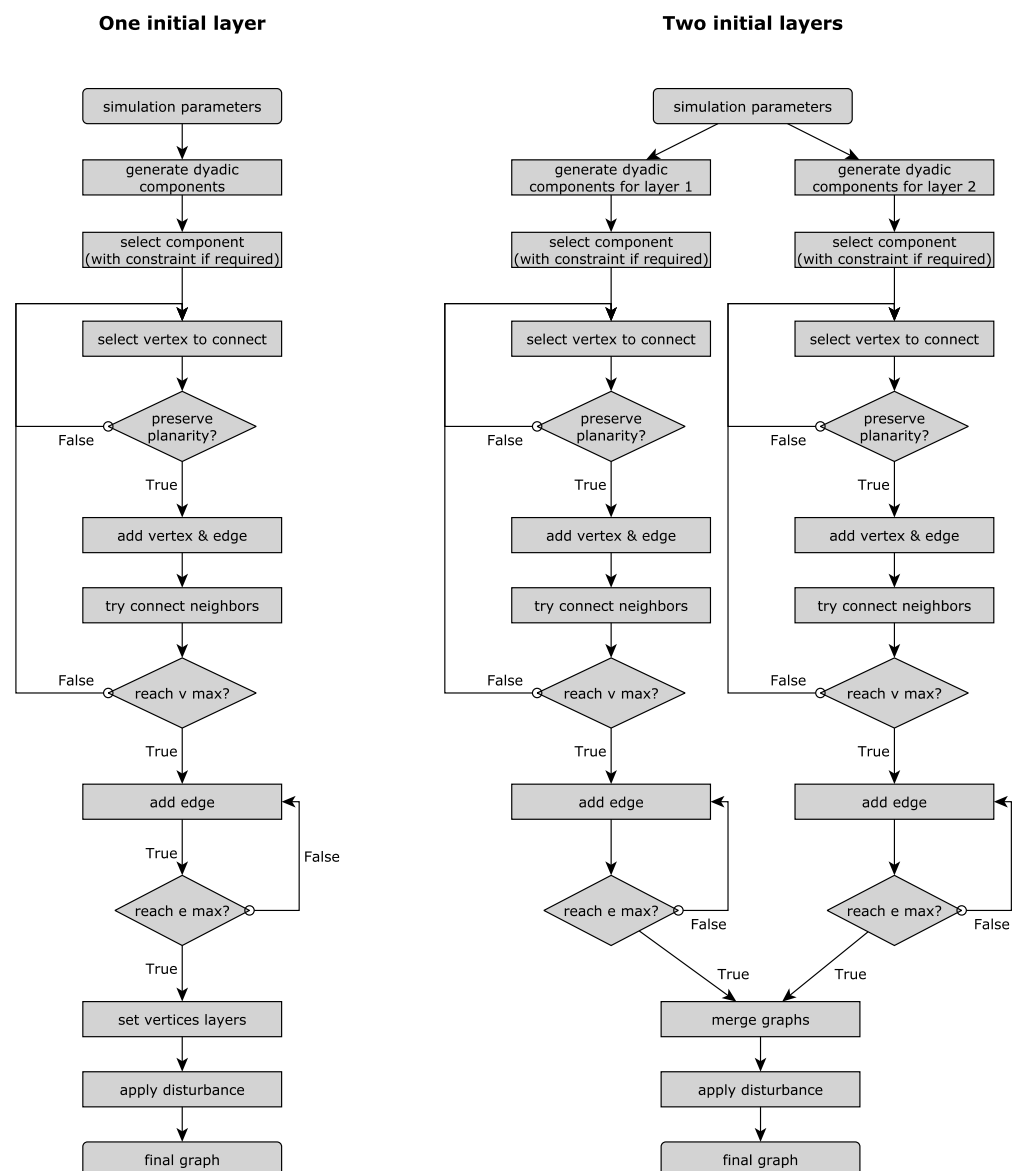 One initial layer
simulation parameters
generate dyadic
components
select component
(with constraint if required)
select vertex to connect
preserve
planarity?
False
True
add vertex & edge
try connect neighbors
False
reach v max?
True
add edge
True
False
reach e max?
True
set vertices layers
apply disturbance
final graph
Two initial layers
simulation parameters
generate dyadic
components for layer 1
select component
(with constraint if required)
select vertex to connect
preserve
planarity?
False
True
add vertex & edge
try connect neighbors
False
reach v max?
True
add edge
reach e max?
False
True
generate dyadic
components for layer 2
select component
(with constraint if required)
select vertex to connect
preserve
planarity?
False
True
add vertex & edge
try connect neighbors
False
reach v max?
True
add edge
reach e max?
False
True
merge graphs
apply disturbance
final graph